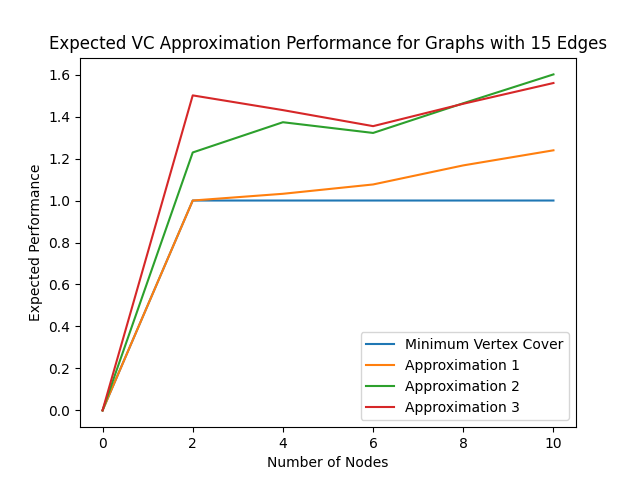 Expected VC Approximation Performance for Graphs with 15 Edges
1.6
1.4
1.2
1.0
0.8
0.6
0.4
0.2
0.0
Expected Performance
Minimum Vertex Cover
Approximation 1
Approximation 2
Approximation 3
0 2 4 6 8 10
Number of Nodes